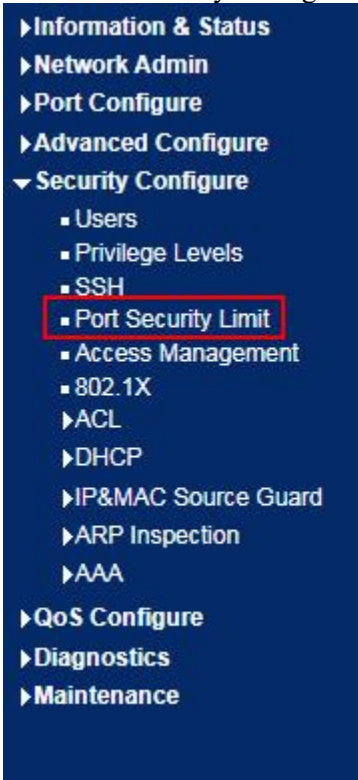 Information & Status
Network Admin
Port Configure
Advanced Configure
Security Configure
Users
Privilege Levels
SSH
Port Security Limit
Access Management
802.1X
ACL
DHCP
IP&MAC Source Guard
ARP Inspection
AAA
QoS Configure
Diagnostics
Maintenance